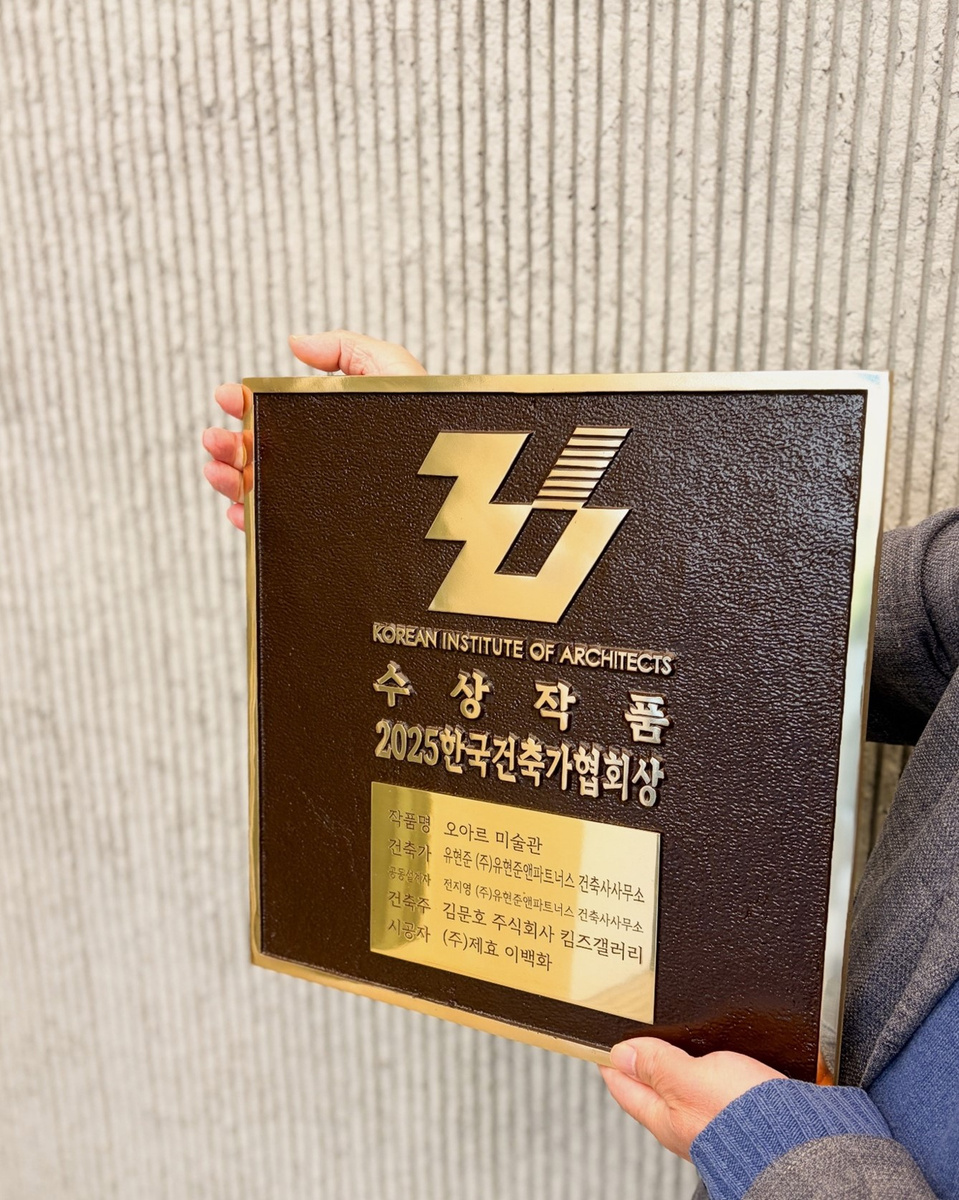 KOREAN INSTITUTE OF ARCHITECTS
수상작품
2025한국건축가협회상
작품명 오아르 미술관
건축가 유현준 (주)유현준앤파트너스 건축사사무소
공동설계자 전지영 (주)유현준앤파트너스 건축사사무소
건축주 김문호 주식회사 킴즈갤러리
시공자 (주)제효 이백화